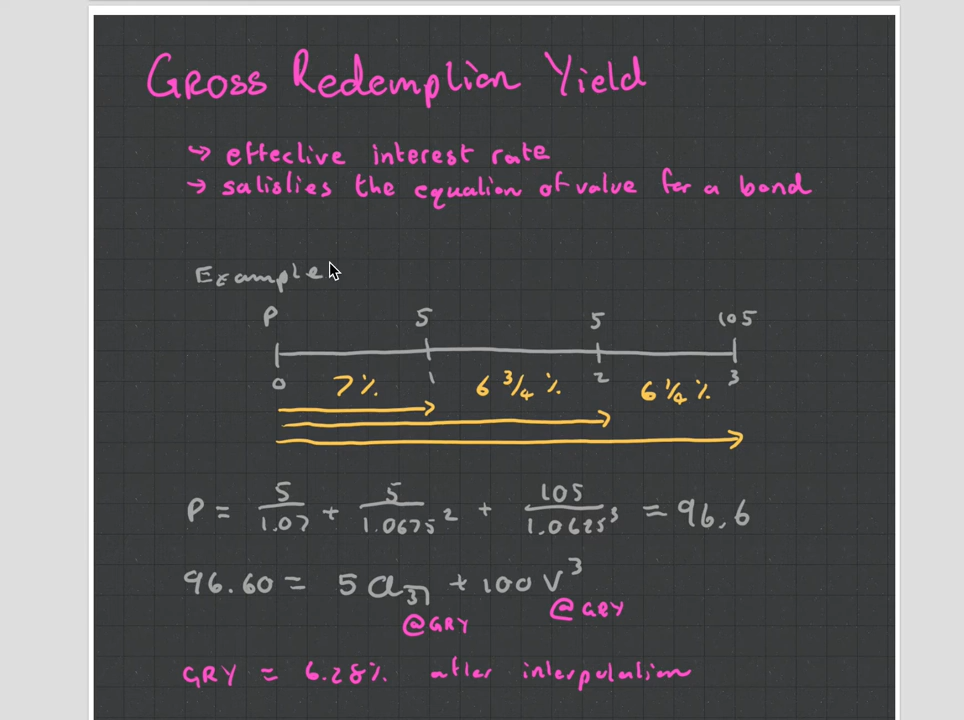 Gross Redemption Yield
→ effective interest rate
→ satisfies the equation of value for a bond
Example
P 5 5 105
0 1 2 3
7% 6 3/4 % 6 1/4 %
P = 5/1.07 + 5/1.0675² + 105/1.0625³ = 96.6
96.60 = 5 a3⌉ + 100 V³
@GRY @GRY
GRY = 6.28% after interpolation